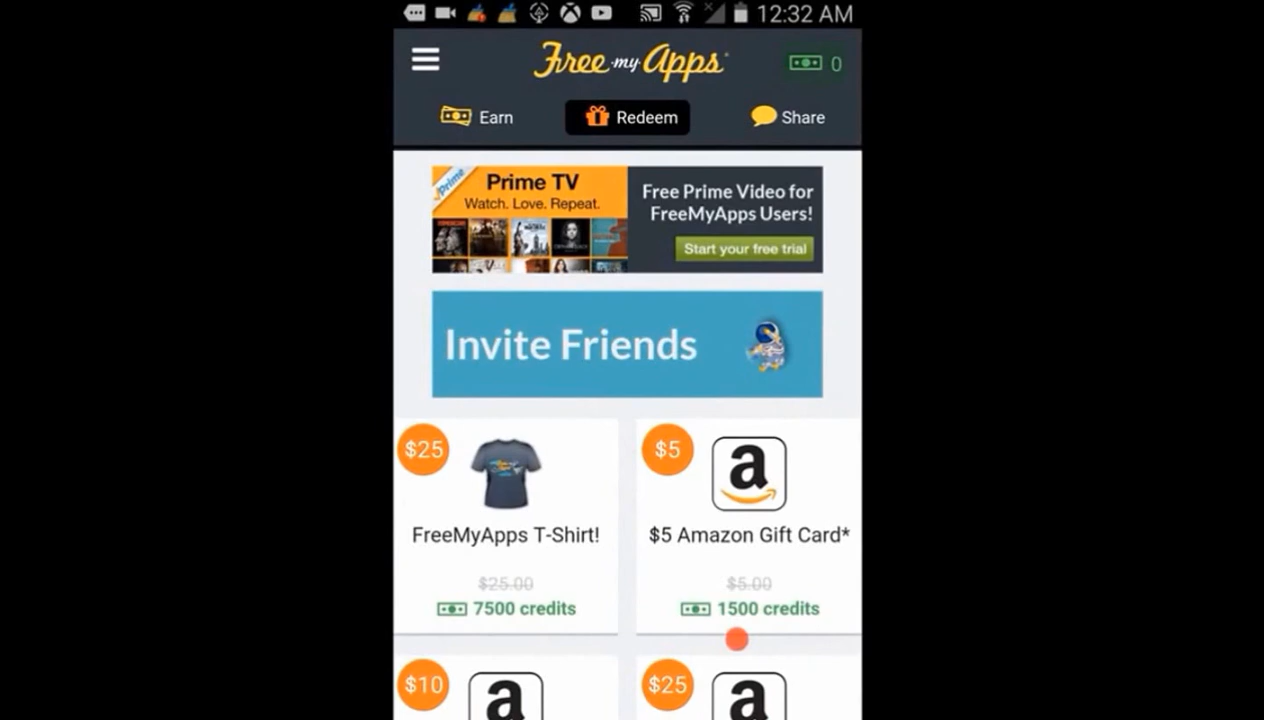 12:32 AM
Free my Apps
0
Earn
Redeem
Share
Prime
Prime TV
Watch. Love. Repeat.
Free Prime Video for
FreeMyApps Users!
Start your free trial
Invite Friends
$25
FreeMyApps T-Shirt!
$25.00
7500 credits
$5
a
$5 Amazon Gift Card*
$5.00
1500 credits
$10
a
$25
a